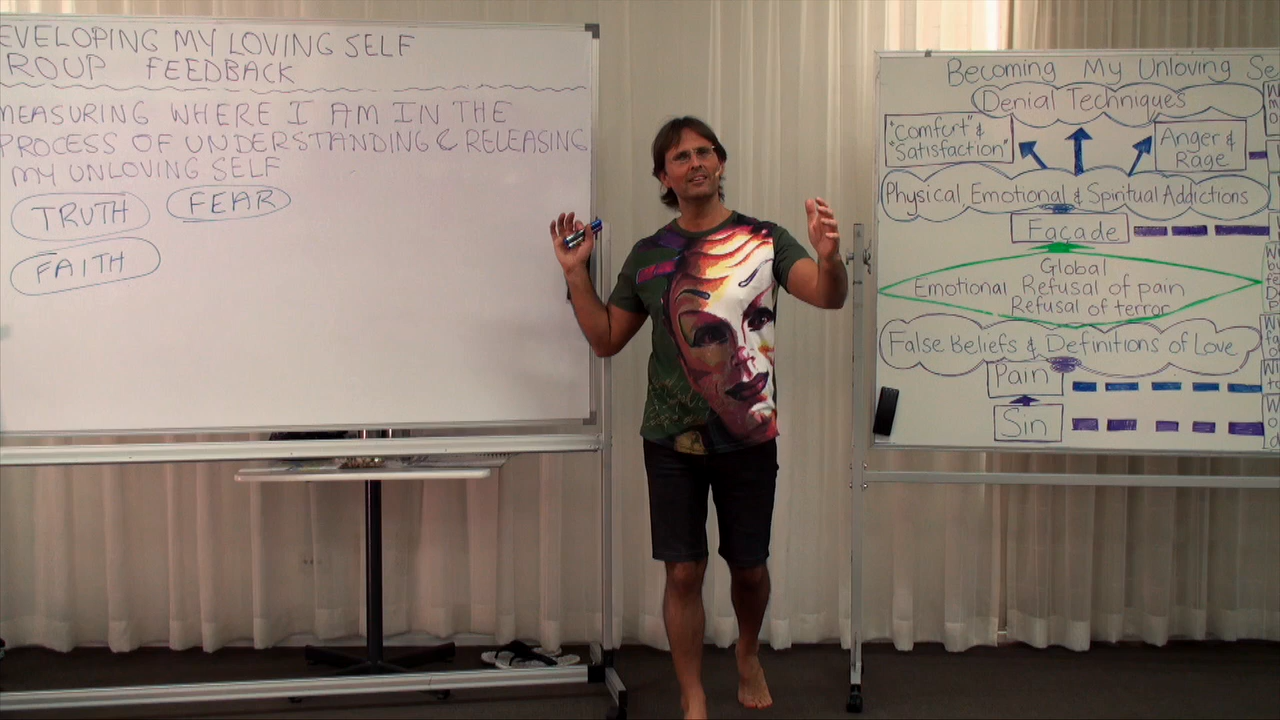 EVELOPING MY LOVING SELF
ROUP FEEDBACK
MEASURING WHERE I AM IN THE
PROCESS OF UNDERSTANDING & RELEASING
MY UNLOVING SELF
TRUTH
FEAR
FAITH
Becoming My Unloving Se
Denial Techniques
"Comfort" &
"Satisfaction"
Anger &
Rage
Physical, Emotional & Spiritual Addictions
Façade
Global
Emotional Refusal of pain
Refusal of terror
False Beliefs & Definitions of Love
Pain
Sin